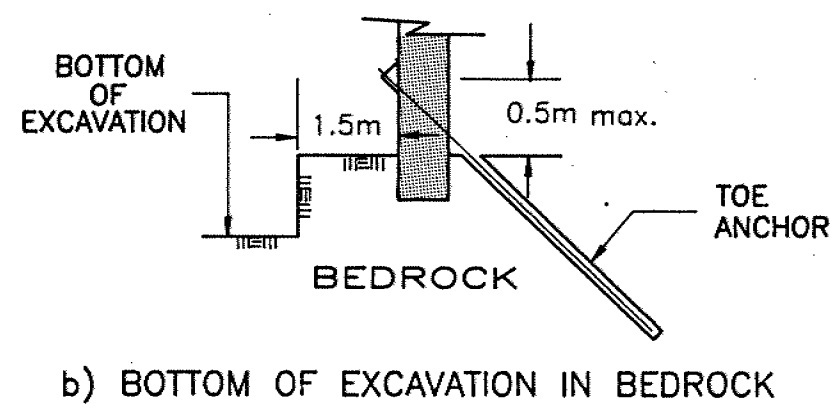 BOTTOM
OF
EXCAVATION
1.5m
0.5m max.
TOE
ANCHOR
BEDROCK
b) BOTTOM OF EXCAVATION IN BEDROCK